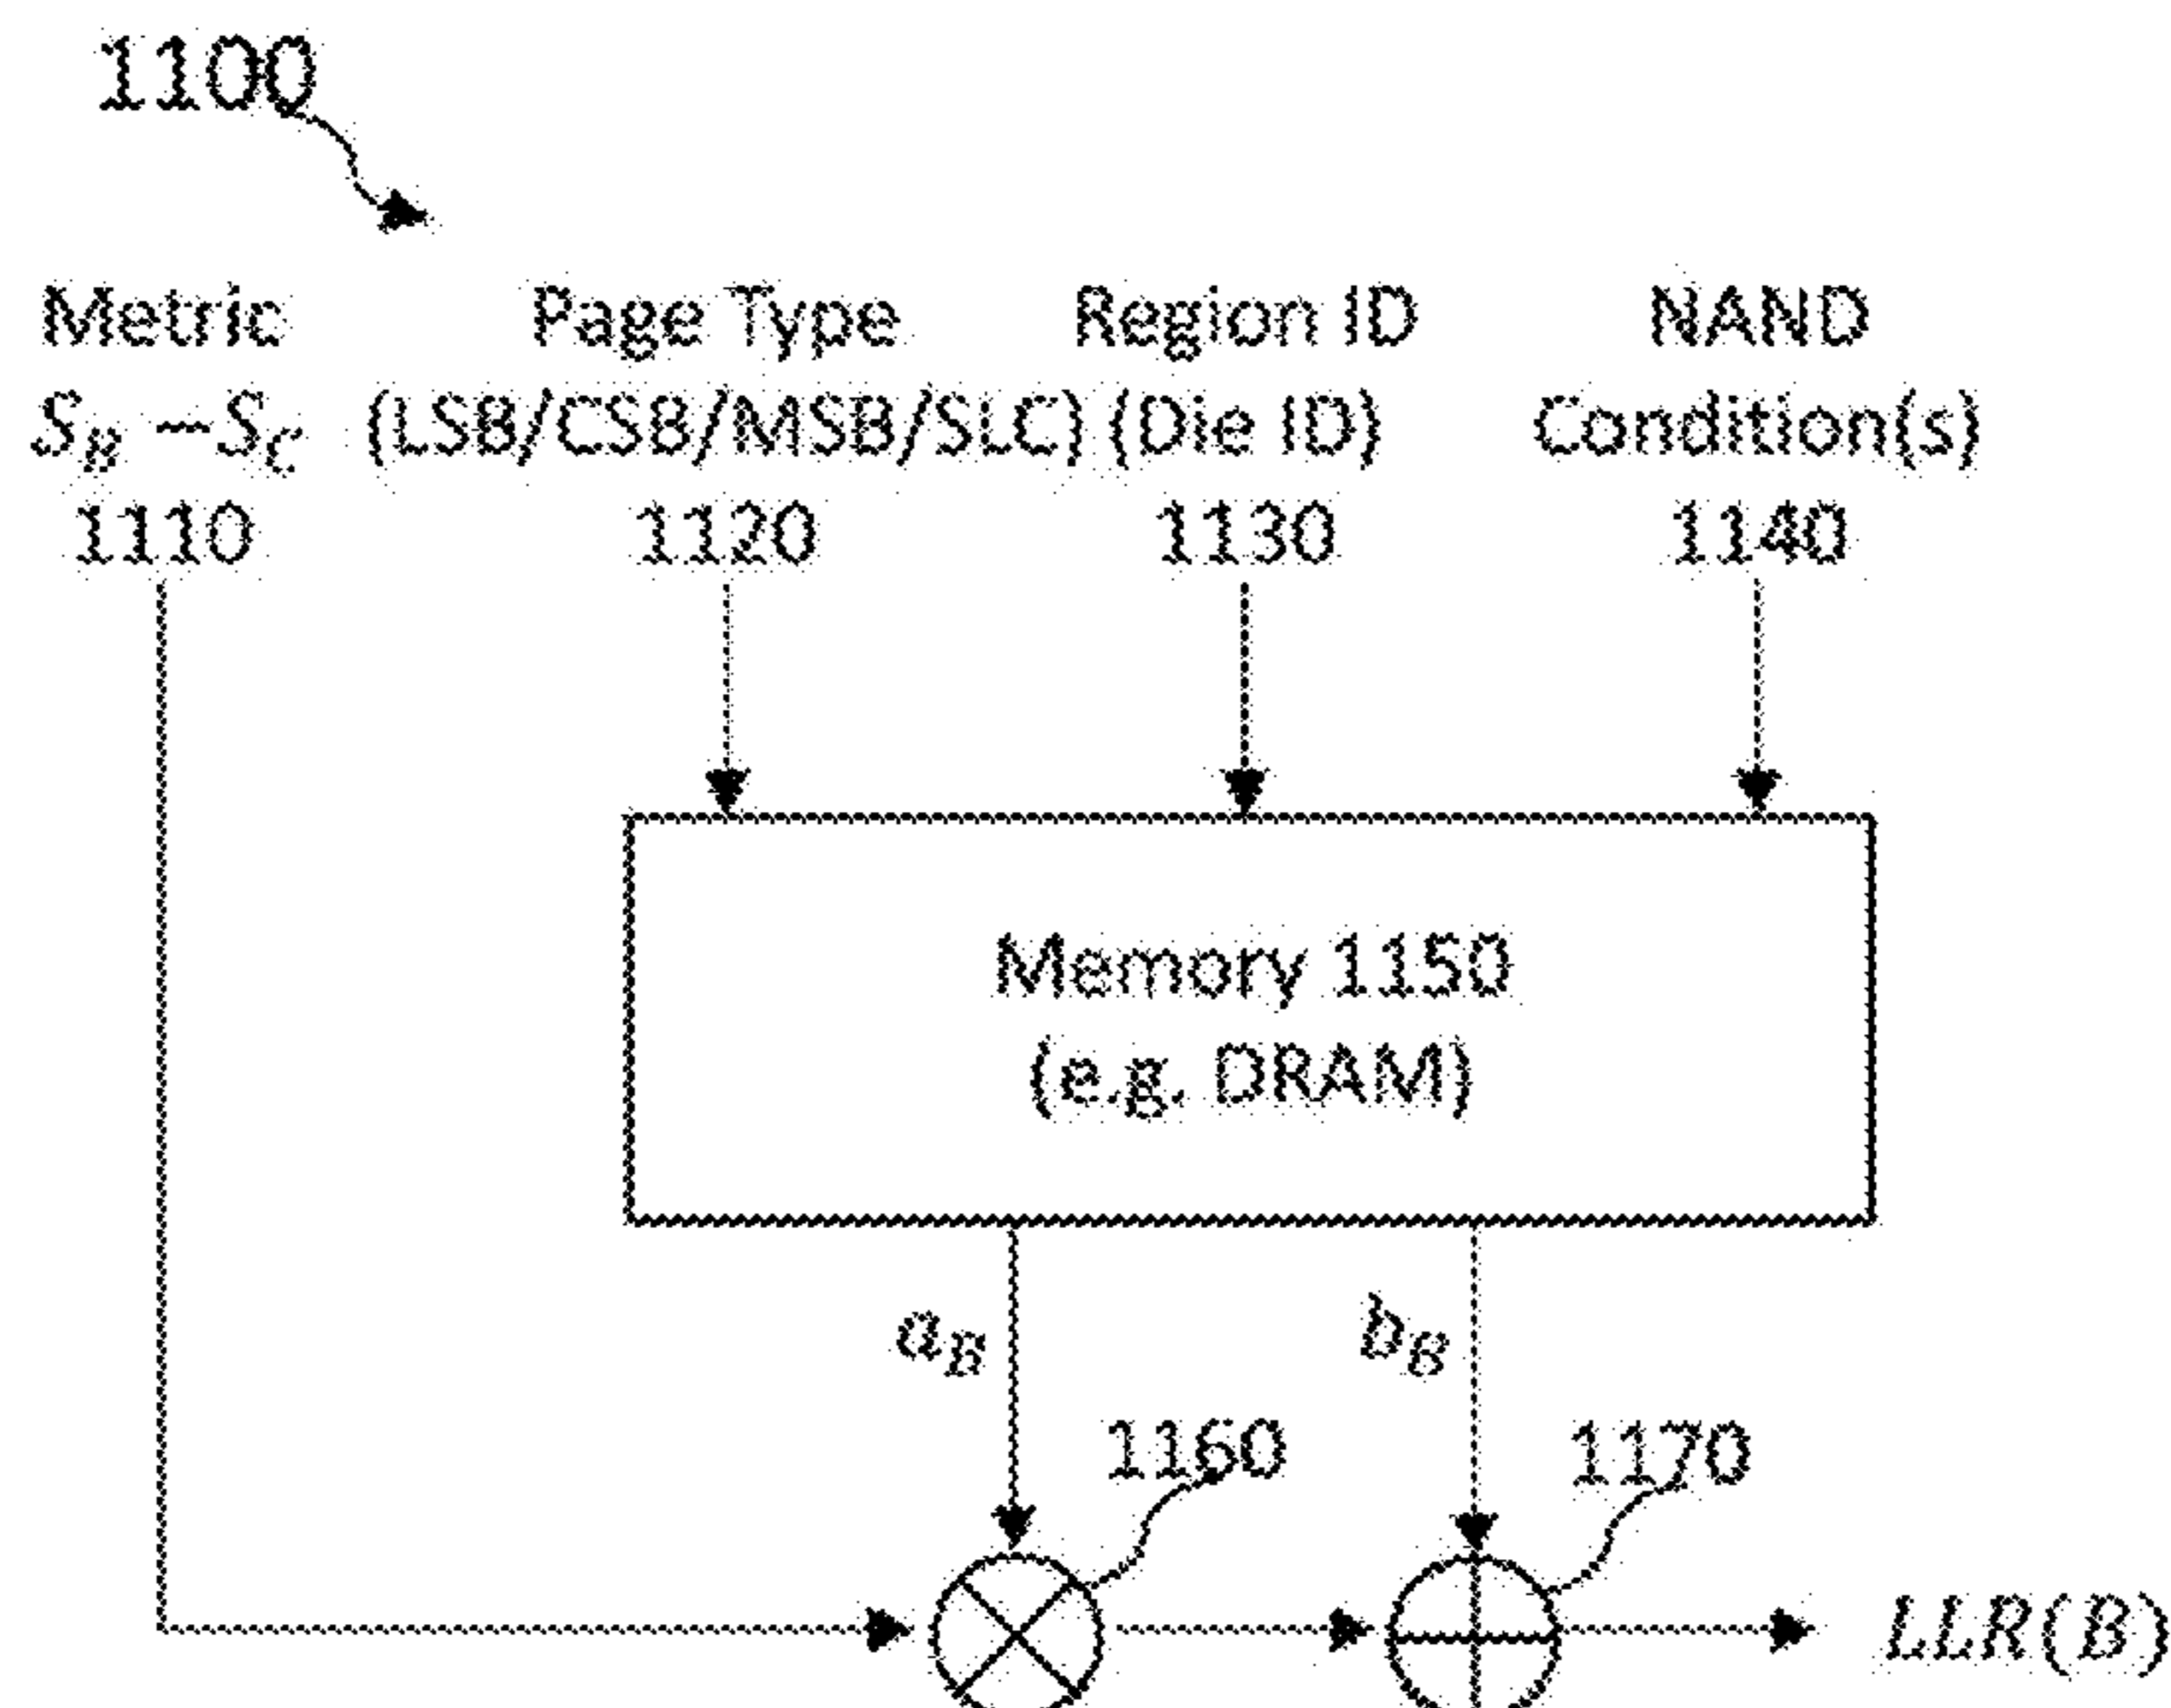 1100
Metric Page Type Region ID NAND
S_B – S_C (LSB/CSB/MSB/SLC) (Die ID) Condition(s)
1110 1120 1130 1140
Memory 1150
(e.g. DRAM)
a_B b_B
1160 1170
LLR(B)